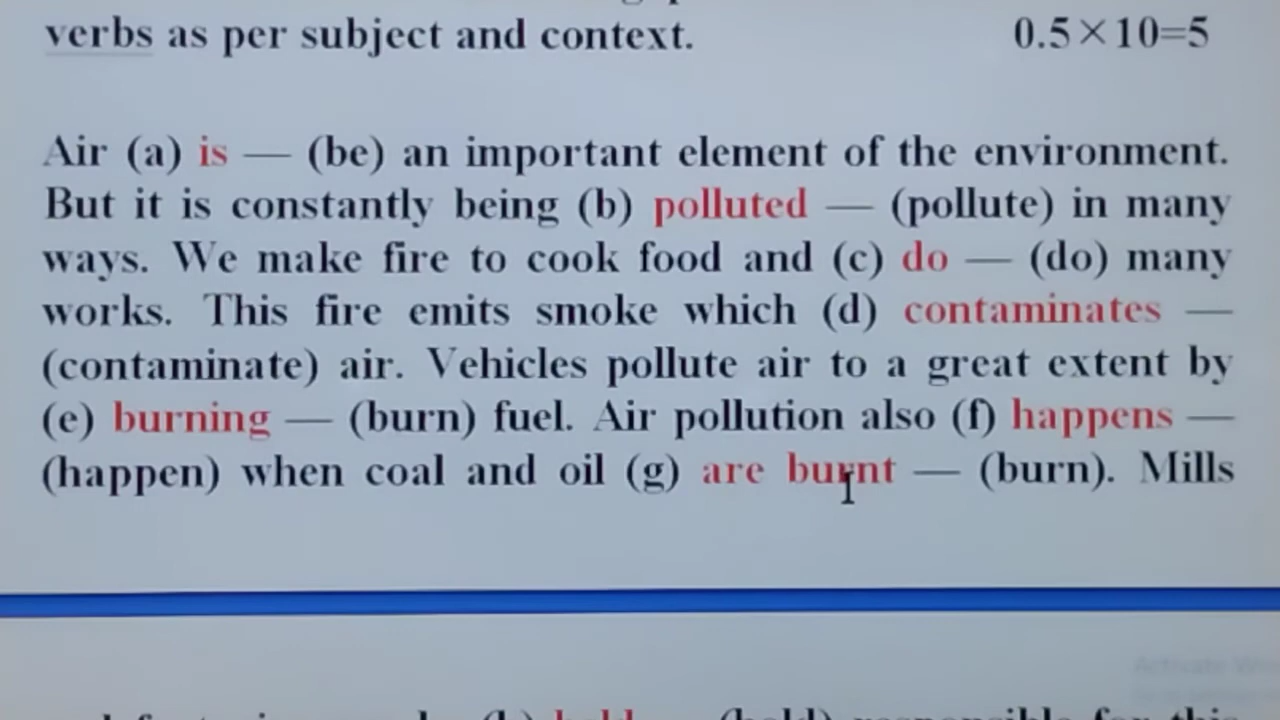 verbs as per subject and context. 0.5×10=5
Air (a) is — (be) an important element of the environment.
But it is constantly being (b) polluted — (pollute) in many
ways. We make fire to cook food and (c) do — (do) many
works. This fire emits smoke which (d) contaminates —
(contaminate) air. Vehicles pollute air to a great extent by
(e) burning — (burn) fuel. Air pollution also (f) happens —
(happen) when coal and oil (g) are burnt — (burn). Mills
Activate